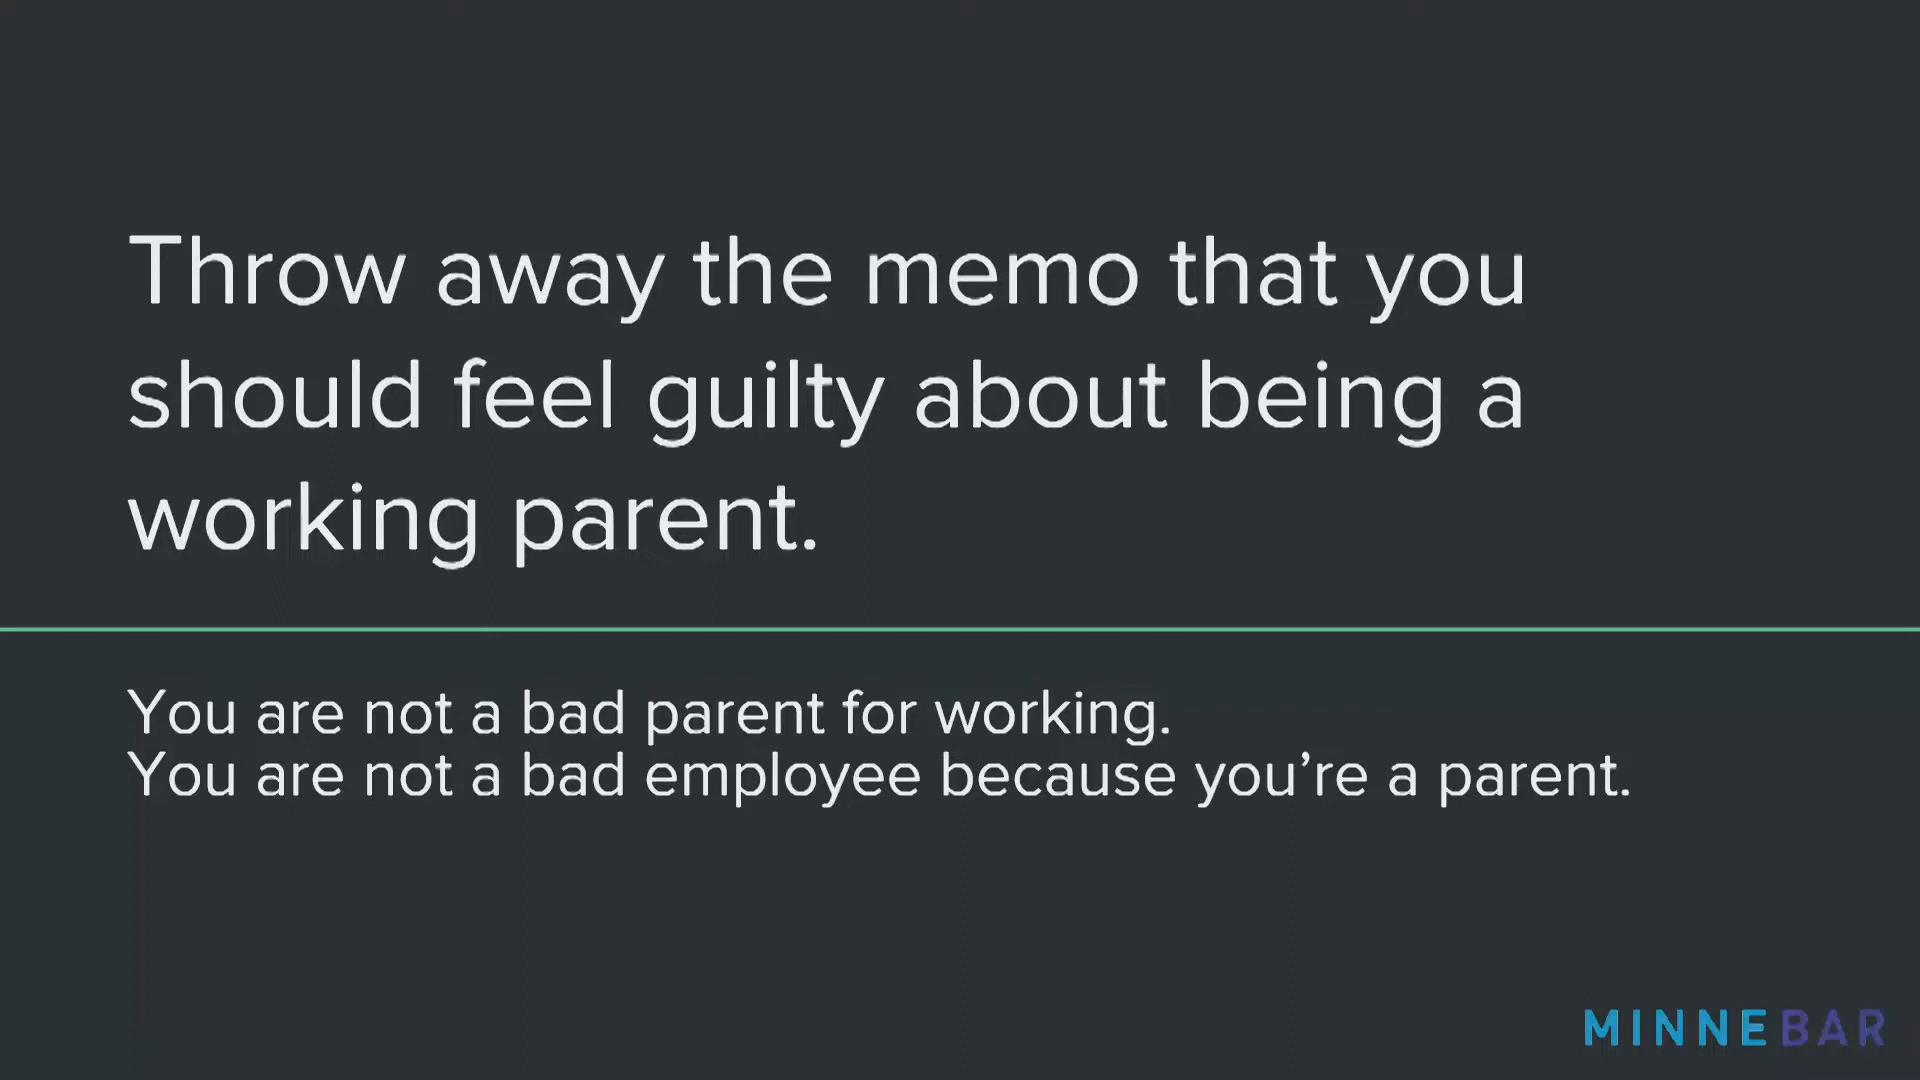 Throw away the memo that you
should feel guilty about being a
working parent.
You are not a bad parent for working.
You are not a bad employee because you’re a parent.
MINNEBAR